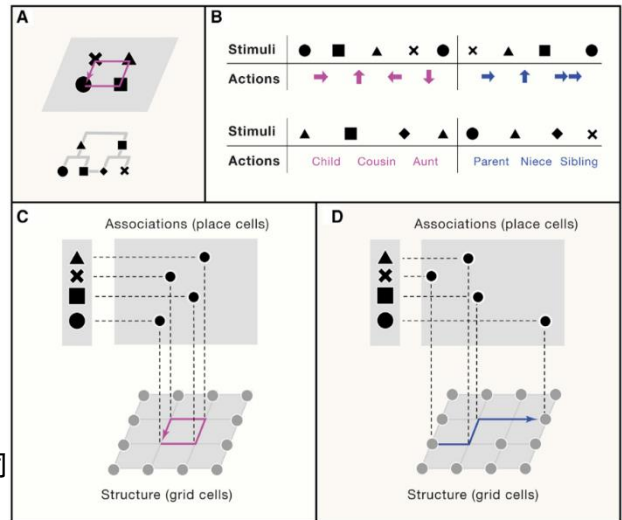 A
B
Stimuli
Actions
Stimuli
Actions
Child Cousin Aunt
Parent Niece Sibling
C
Associations (place cells)
Structure (grid cells)
D
Associations (place cells)
Structure (grid cells)